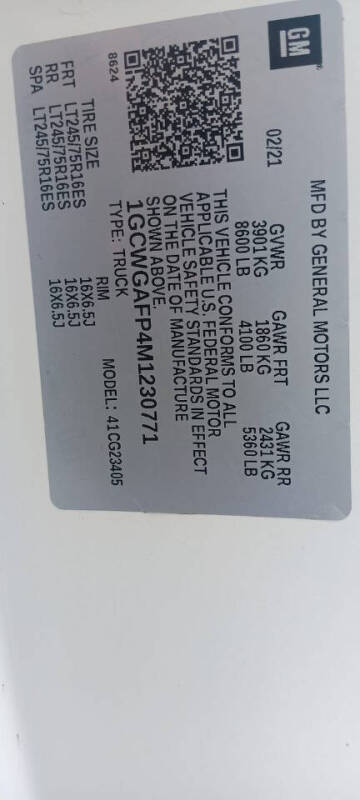 GM
MFD BY GENERAL MOTORS LLC
02/21
GVWR GAWR FRT GAWR RR
3901 KG 1860 KG 2431 KG
8600 LB 4100 LB 5360 LB
THIS VEHICLE CONFORMS TO ALL
APPLICABLE U.S. FEDERAL MOTOR
VEHICLE SAFETY STANDARDS IN EFFECT
ON THE DATE OF MANUFACTURE
SHOWN ABOVE.
1GCWGAFP4M1230771
TYPE: TRUCK MODEL: 41CG23405
8624
TIRE SIZE RIM
FRT LT245/75R16ES 16X6.5J
RR LT245/75R16ES 16X6.5J
SPA LT245/75R16ES 16X6.5J